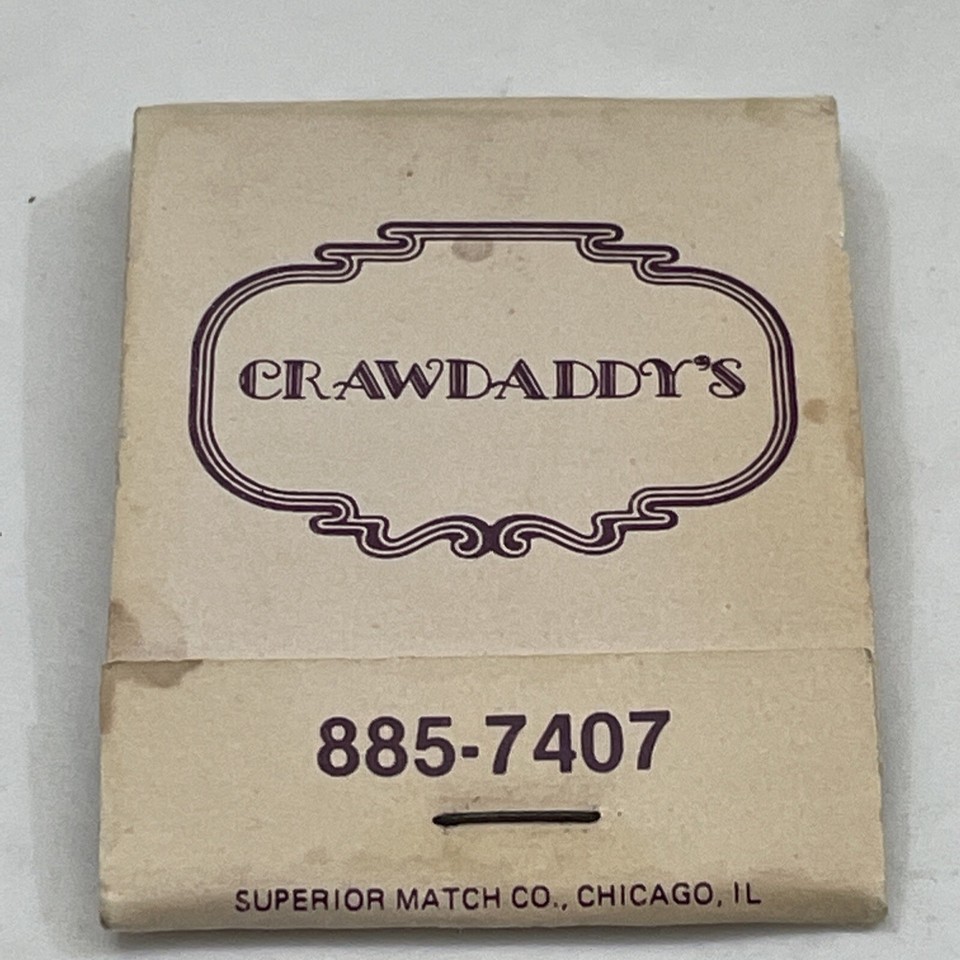 CRAWDADDY'S
885-7407
SUPERIOR MATCH CO., CHICAGO, IL